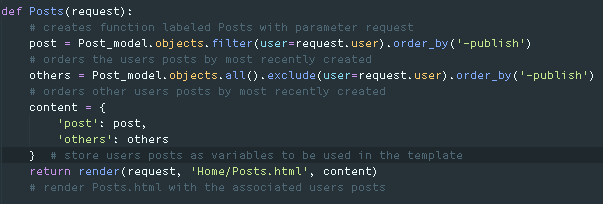 def Posts(request):
    # creates function labeled Posts with parameter request
    post = Post_model.objects.filter(user=request.user).order_by('-publish')
    # orders the users posts by most recently created
    others = Post_model.objects.all().exclude(user=request.user).order_by('-publish')
    # orders other users posts by most recently created
    content = {
        'post': post,
        'others': others
    }  # store users posts as variables to be used in the template
    return render(request, 'Home/Posts.html', content)
    # render Posts.html with the associated users posts